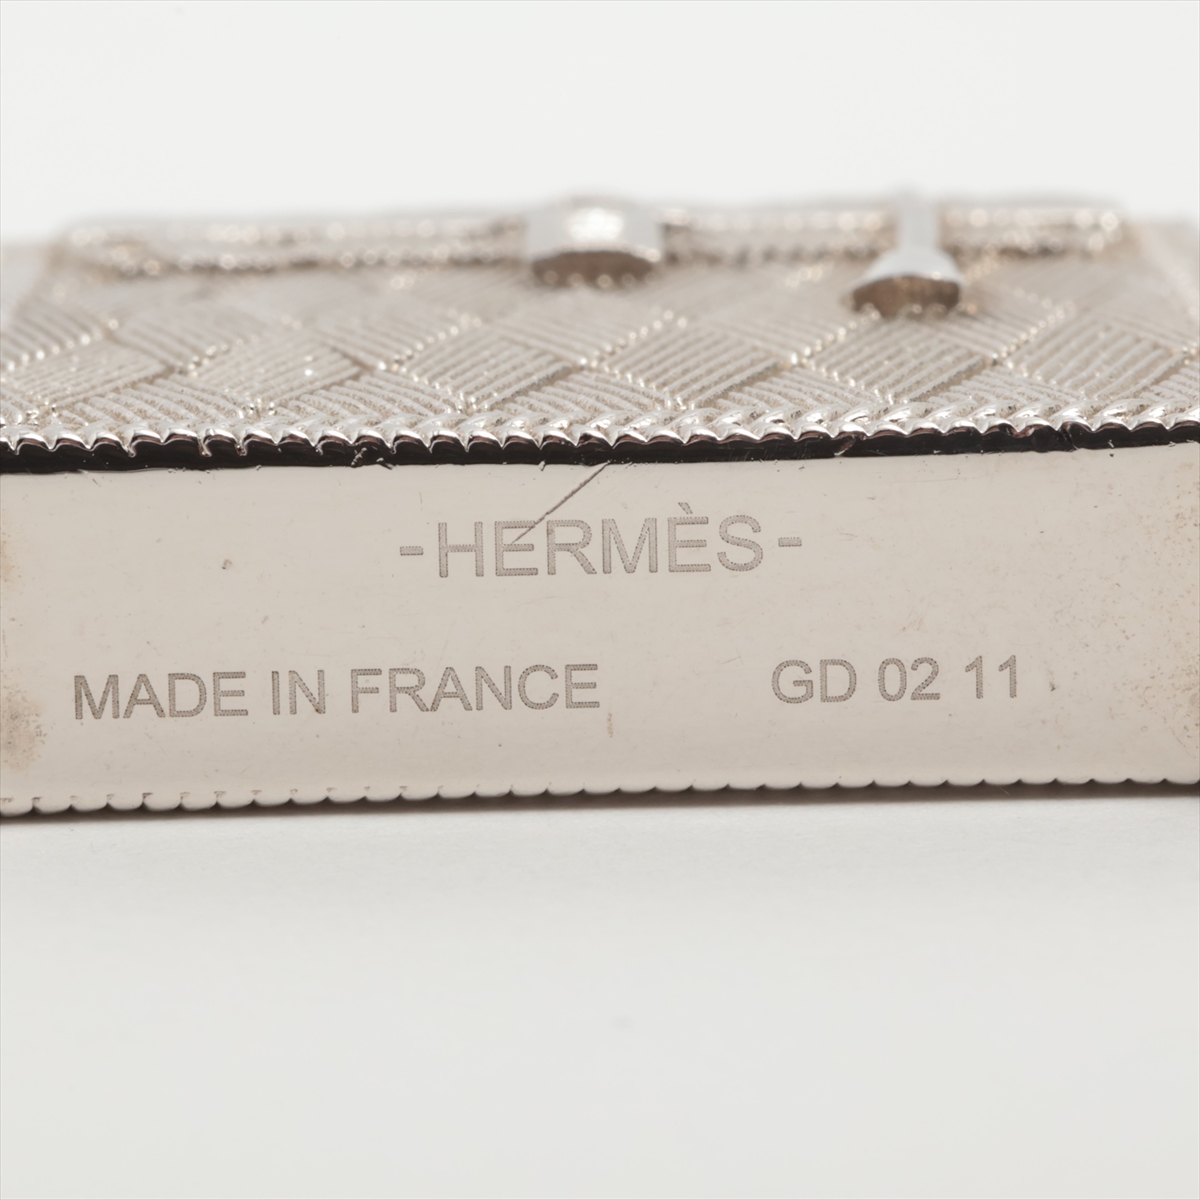 -HERMÈS-
MADE IN FRANCE GD 02 11